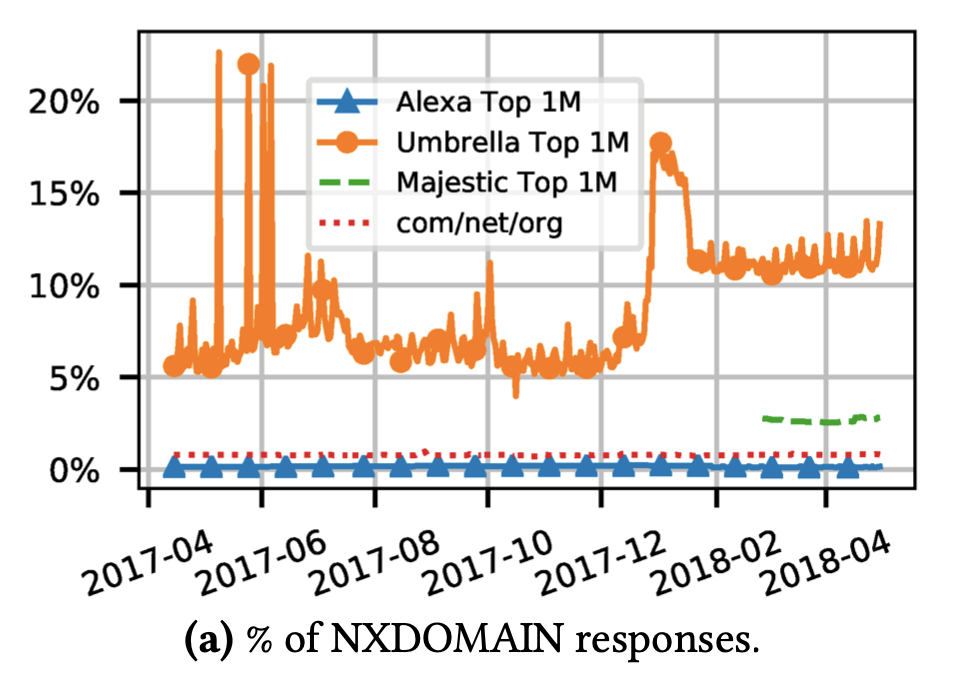 20%
15%
10%
5%
0%
Alexa Top 1M
Umbrella Top 1M
Majestic Top 1M
com/net/org
2017-04
2017-06
2017-08
2017-10
2017-12
2018-02
2018-04
(a) % of NXDOMAIN responses.